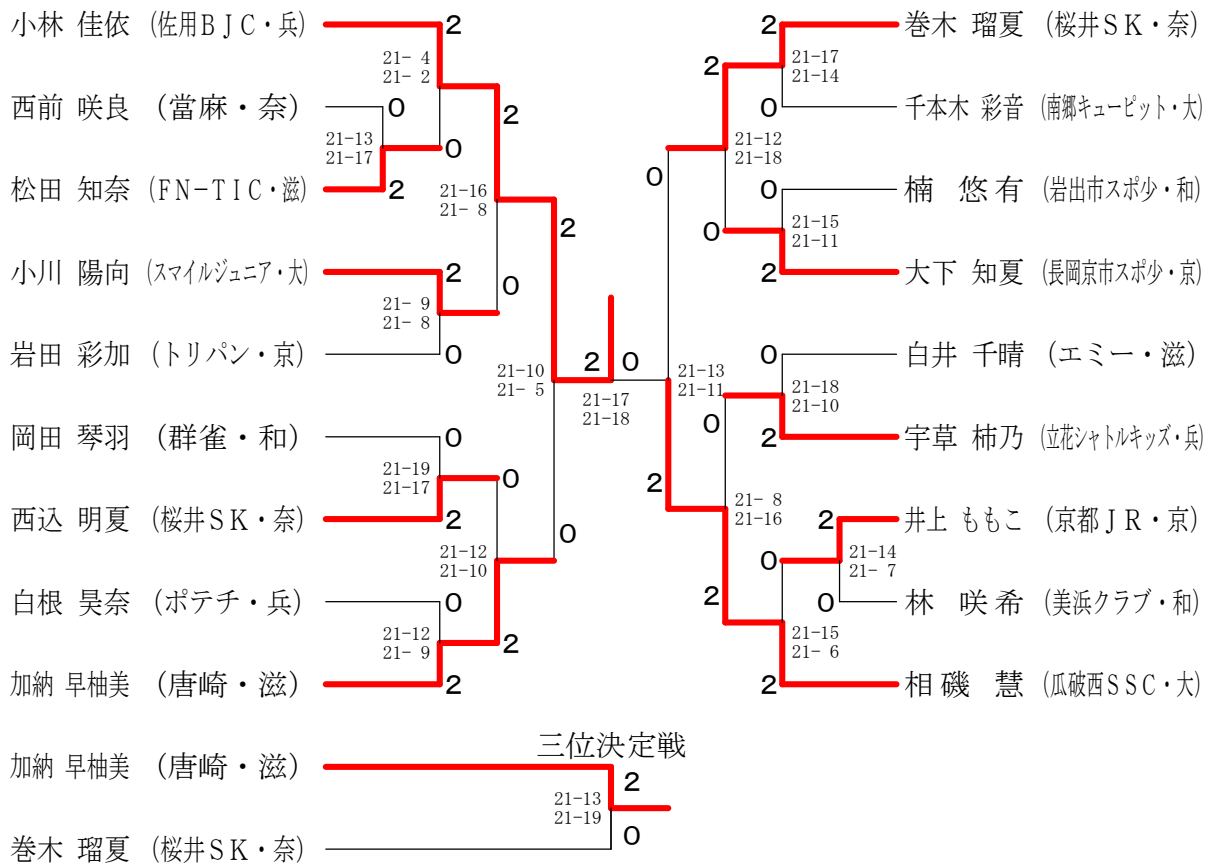 小林 佳依 (佐用ＢＪＣ・兵) 2 2 巻木 瑠夏 (桜井ＳＫ・奈)
21- 4 2 21-17
21- 2 21-14
西前 咲良 (當麻・奈) 0 2 0 千本木 彩音 (南郷キューピット・大)
21-13 0 21-12
21-17 21-18
松田 知奈 (FN-TIC・滋) 2 21-16 0 0 楠 悠有 (岩出市スポ少・和)
21- 8 2 0 21-15
21-11
小川 陽向 (スマイルジュニア・大) 2 0 2 大下 知夏 (長岡京市スポ少・京)
21- 9
21- 8
岩田 彩加 (トリパン・京) 0 2 0 0 白井 千晴 (エミー・滋)
21-10 21-13 21-18
21- 5 21-17 21-11 21-10
21-18
岡田 琴羽 (群雀・和) 0 0 2 宇草 柿乃 (立花シャトルキッズ・兵)
21-19 0 2
21-17 21- 8
西込 明夏 (桜井ＳＫ・奈) 2 0 21-16 2 井上 ももこ (京都ＪＲ・京)
21-12 0 21-14
21-10 21- 7
白根 昊奈 (ポテチ・兵) 0 2 0 林 咲希 (美浜クラブ・和)
21-12 2 21-15
21- 9 21- 6
加納 早柚美 (唐崎・滋) 2 2 相磯 慧 (瓜破西ＳＳＣ・大)
三位決定戦
加納 早柚美 (唐崎・滋) 2
21-13
21-19
巻木 瑠夏 (桜井ＳＫ・奈) 0